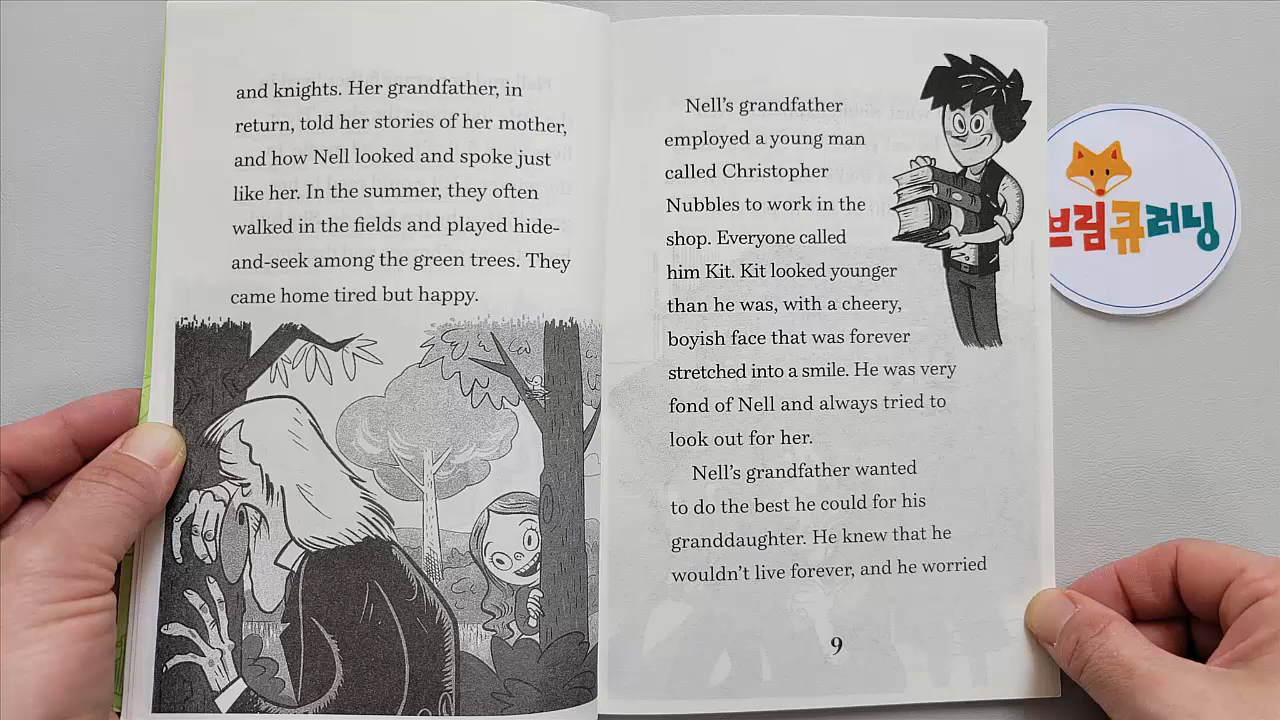 and knights. Her grandfather, in
return, told her stories of her mother,
and how Nell looked and spoke just
like her. In the summer, they often
walked in the fields and played hide-
and-seek among the green trees. They
came home tired but happy.
Nell’s grandfather
employed a young man
called Christopher
Nubbles to work in the
shop. Everyone called
him Kit. Kit looked younger
than he was, with a cheery,
boyish face that was forever
stretched into a smile. He was very
fond of Nell and always tried to
look out for her.
Nell’s grandfather wanted
to do the best he could for his
granddaughter. He knew that he
wouldn’t live forever, and he worried
9
브림큐러닝